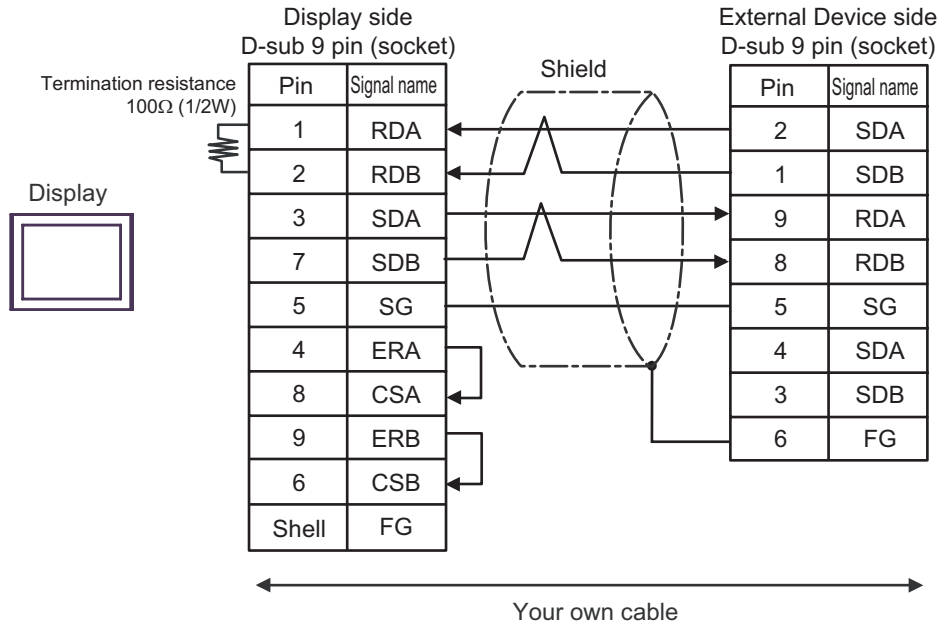 Display side
D-sub 9 pin (socket)
External Device side
D-sub 9 pin (socket)
Termination resistance
100Ω (1/2W)
Shield
Display
Pin Signal name
1 RDA
2 RDB
3 SDA
7 SDB
5 SG
4 ERA
8 CSA
9 ERB
6 CSB
Shell FG
Pin Signal name
2 SDA
1 SDB
9 RDA
8 RDB
5 SG
4 SDA
3 SDB
6 FG
Your own cable